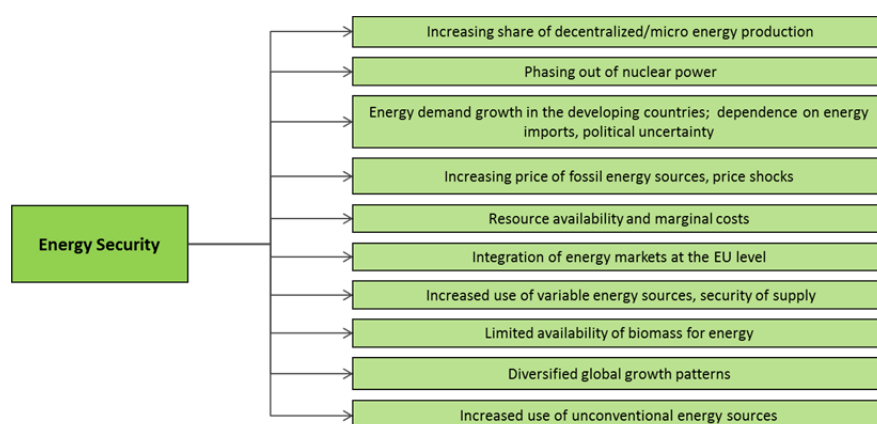 Increasing share of decentralized/micro energy production
Phasing out of nuclear power
Energy demand growth in the developing countries; dependence on energy
imports, political uncertainty
Increasing price of fossil energy sources, price shocks
Resource availability and marginal costs
Energy Security
Integration of energy markets at the EU level
Increased use of variable energy sources, security of supply
Limited availability of biomass for energy
Diversified global growth patterns
Increased use of unconventional energy sources